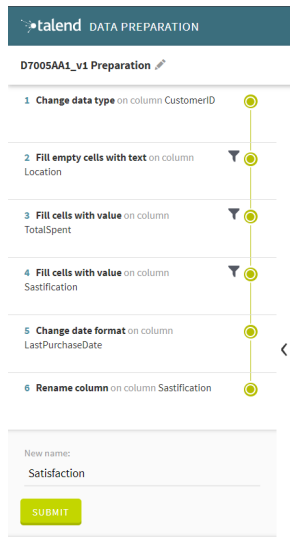 talend DATA PREPARATION
D7005AA1_v1 Preparation
1 Change data type on column CustomerID
2 Fill empty cells with text on column
Location
3 Fill cells with value on column
TotalSpent
4 Fill cells with value on column
Sastification
5 Change date format on column
LastPurchaseDate
6 Rename column on column Sastification
New name:
Satisfaction
SUBMIT